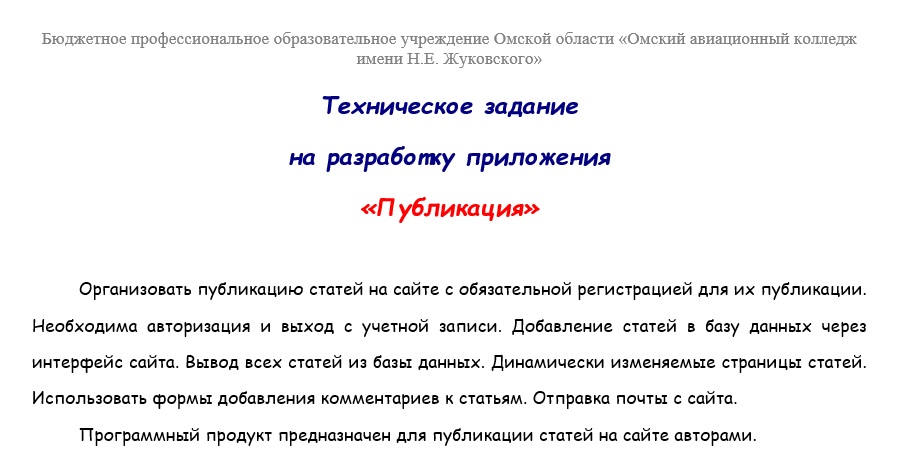 Бюджетное профессиональное образовательное учреждение Омской области «Омский авиационный колледж
имени Н.Е. Жуковского»
Техническое задание
на разработку приложения
«Публикация»
Организовать публикацию статей на сайте с обязательной регистрацией для их публикации.
Необходима авторизация и выход с учетной записи. Добавление статей в базу данных через
интерфейс сайта. Вывод всех статей из базы данных. Динамически изменяемые страницы статей.
Использовать формы добавления комментариев к статьям. Отправка почты с сайта.
Программный продукт предназначен для публикации статей на сайте авторами.